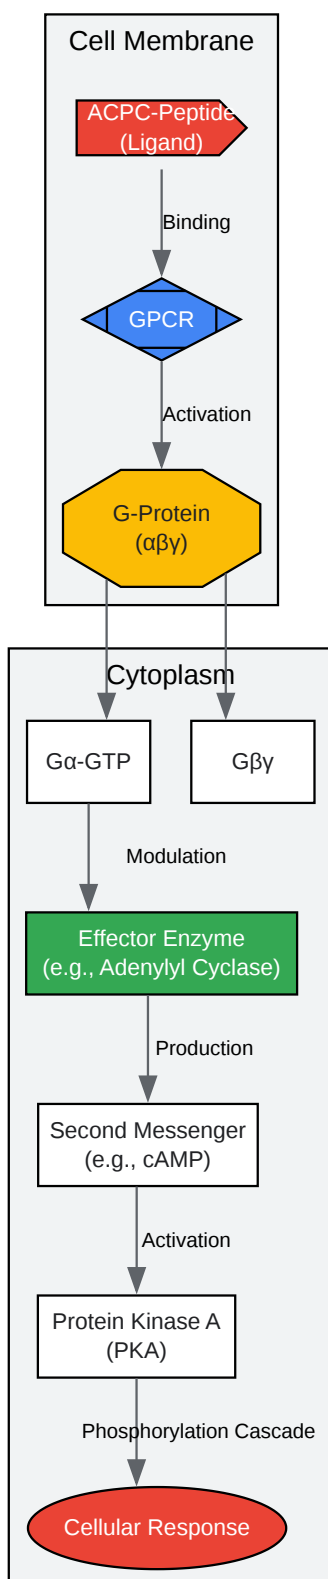 Cell Membrane
ACPC-Peptide
(Ligand)
Binding
GPCR
Activation
G-Protein
(αβγ)
Cytoplasm
Gα-GTP
Gβγ
Modulation
Effector Enzyme
(e.g., Adenylyl Cyclase)
Production
Second Messenger
(e.g., cAMP)
Activation
Protein Kinase A
(PKA)
Phosphorylation Cascade
Cellular Response